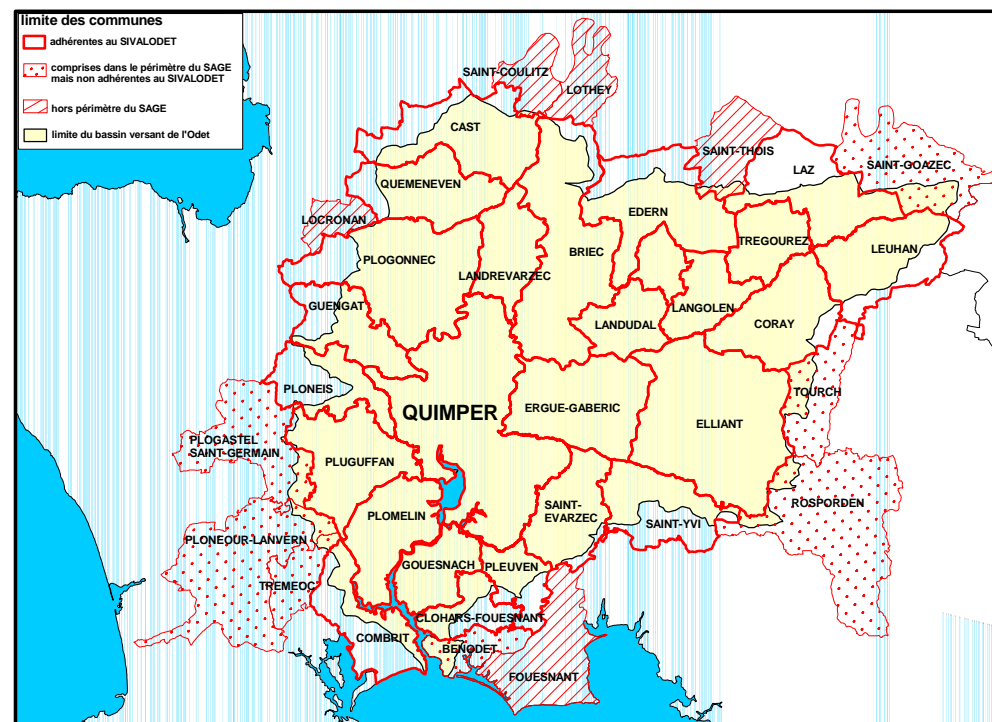 limite des communes
adhérentes au SIVALODET
comprises dans le périmètre du SAGE
mais non adhérentes au SIVALODET
hors périmètre du SAGE
limite du bassin versant de l'Odet
SAINT-COULITZ
LOTHEY
CAST
SAINT-THOIS
LAZ
SAINT-GOAZEC
QUEMENEVEN
LOCRONAN
EDERN
TREGOUREZ
LEUHAN
PLOGONNEC
BRIEC
LANDREVARZEC
GUENGAT
LANGOLEN
LANDUDAL
CORAY
PLONEIS
TOURCH
QUIMPER
ERGUE-GABERIC
ELLIANT
PLOGASTEL
SAINT-GERMAIN
PLUGUFFAN
ROSPORDEN
PLOMELIN
SAINT-
EVARZEC
SAINT-YVI
PLONEOUR-LANVERN
GOUESNACH
PLEUVEN
TREMEOC
CLOHARS-FOUESNANT
COMBRIT
BENODET
FOUESNANT